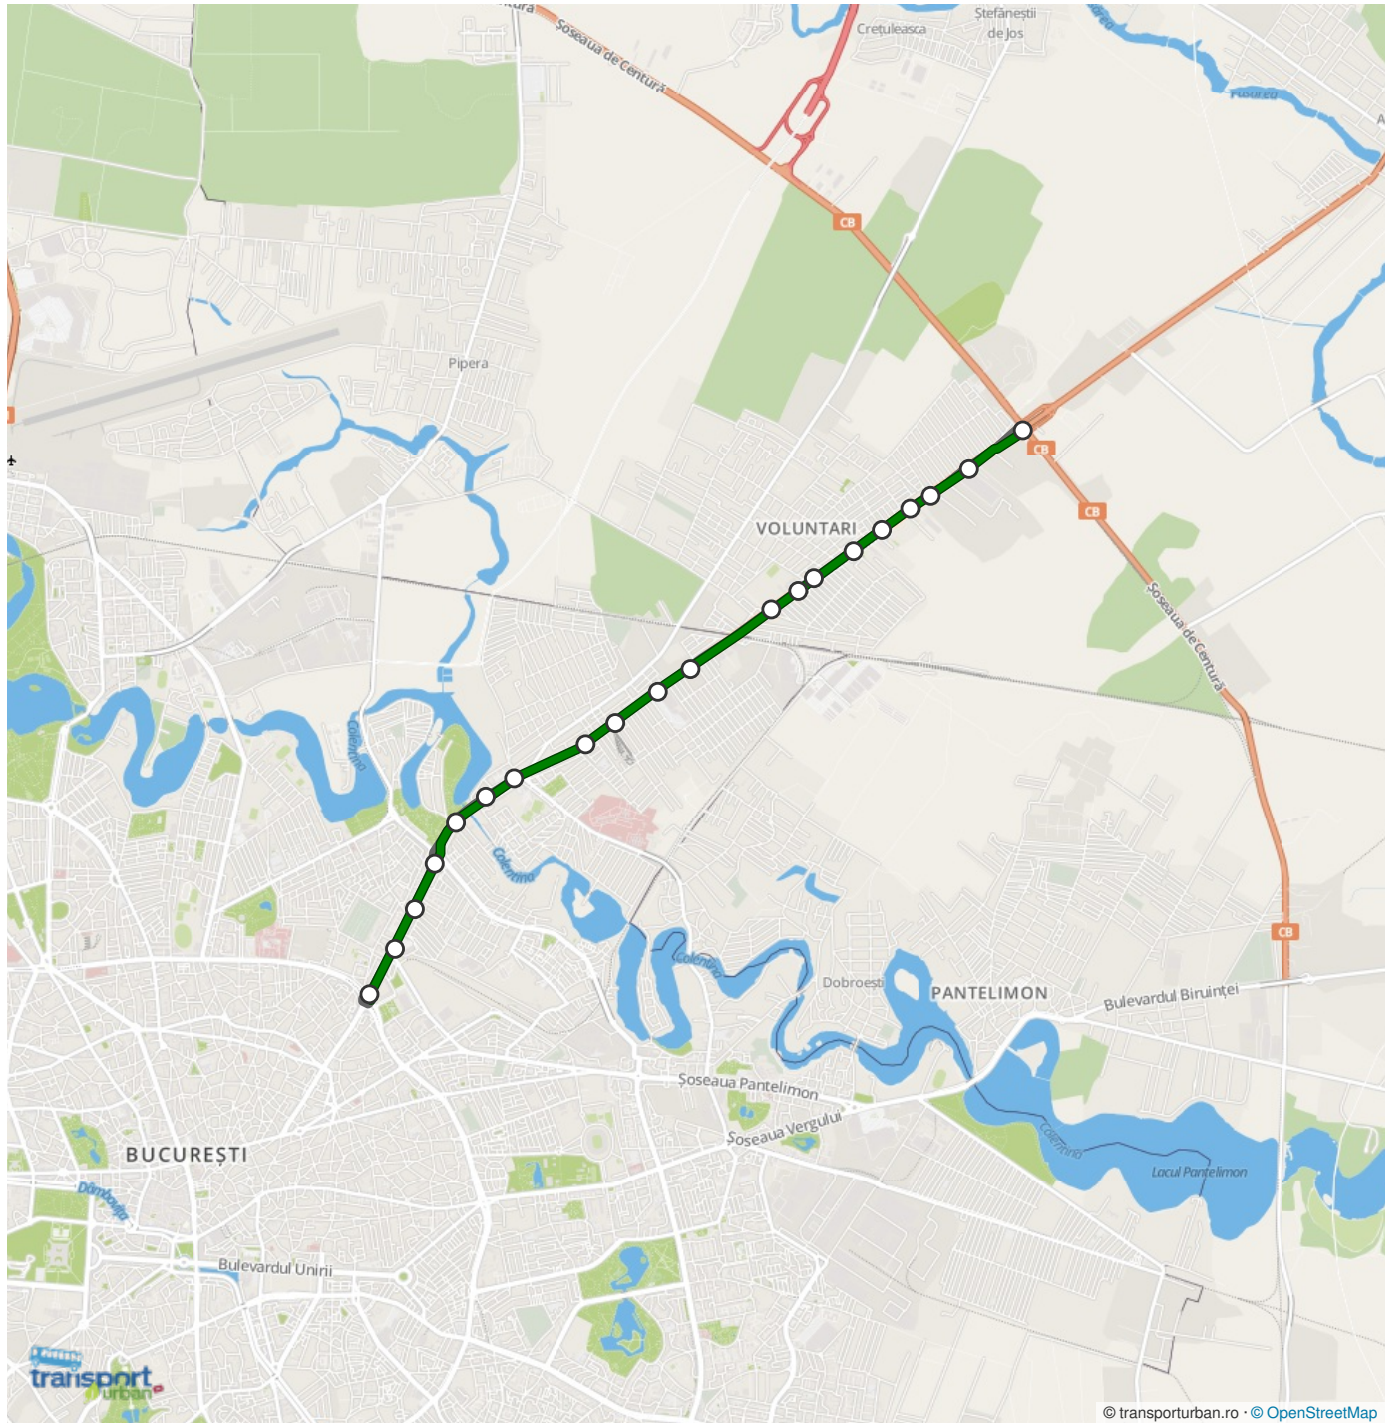 Șoseaua de Centură
Crețuleasca
Ștefăneștii
de Jos
CB
Pipera
CB
VOLUNTARI
CB
Șoseaua de Centură
Colentina
Colentina
CB
Colentina
Dobroești
PANTELIMON
Bulevardul Biruinței
Șoseaua Pantelimon
Șoseaua Vergului
Colentina
BUCUREȘTI
Lacul Pantelimon
Dâmbovița
Bulevardul Unirii
transport
urban
© transporturban.ro · © OpenStreetMap